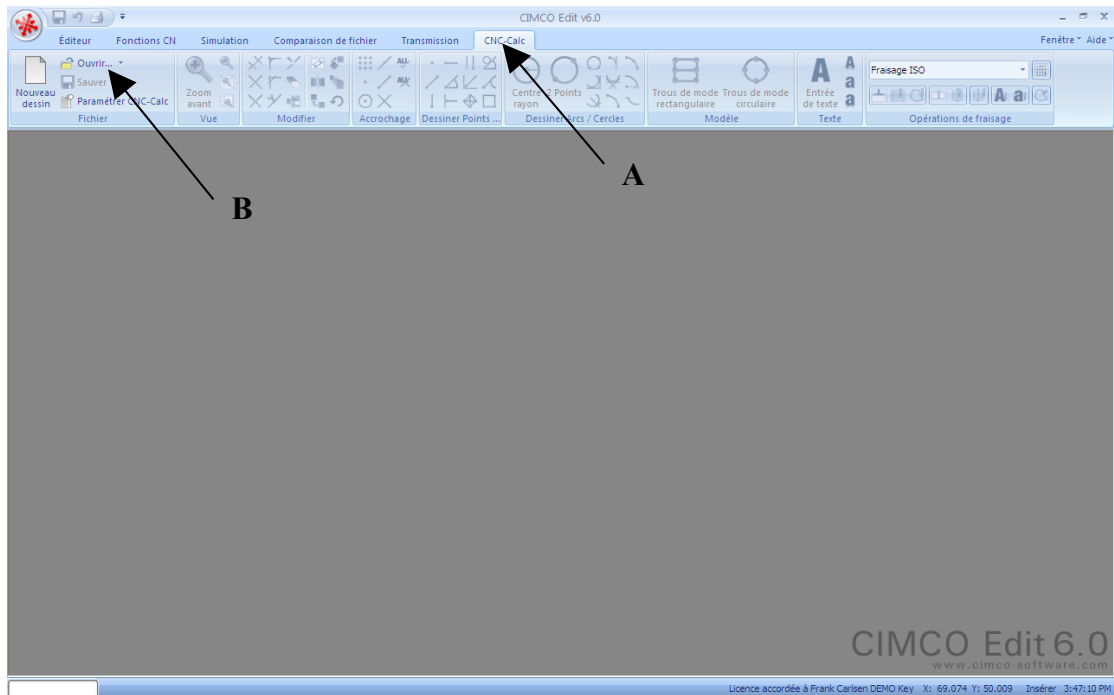 CIMCO Edit v6.0
Éditeur Fonctions CN Simulation Comparaison de fichier Transmission CNC-Calc Fenêtre Aide
Ouvrir...
Sauver
Paramétrer CNC-Calc
Nouveau dessin
Fichier
Zoom avant
Vue
Modifier
Accrochage
Dessiner Points ...
Centre rayon
2 Points
Dessiner Arcs / Cercles
Trous de mode rectangulaire
Trous de mode circulaire
Modèle
Entrée de texte
Texte
Fraisage ISO
Opérations de fraisage
A
B
CIMCO Edit 6.0
www.cimco-software.com
Licence accordée à Frank Carlsen DEMO Key X: 69.074 Y: 50.009 Insérer 3:47:10 PM